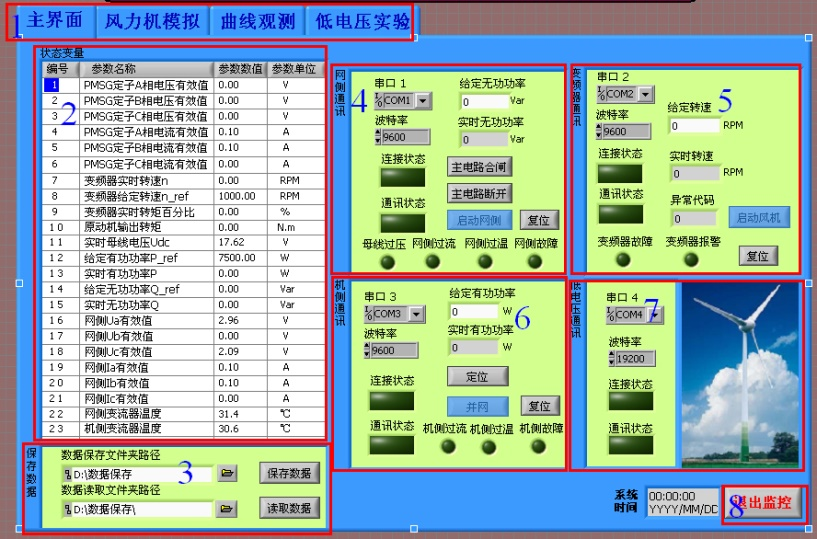 1 主界面 风力机模拟 曲线观测 低电压实验
状态变量
编号 参数名称 参数数值 参数单位
1 PMSG定子A相电压有效值 0.00 V
2 PMSG定子B相电压有效值 0.00 V
3 PMSG定子C相电压有效值 0.00 V
4 PMSG定子A相电流有效值 0.10 A
5 PMSG定子B相电流有效值 0.10 A
6 PMSG定子C相电流有效值 0.00 A
7 变频器实时转速n 0.00 RPM
8 变频器给定转速n_ref 1000.00 RPM
9 变频器实时转矩百分比 0.00 %
10 原动机输出转矩 0.00 N.m
11 实时母线电压Udc 17.62 V
12 给定有功功率P_ref 7500.00 W
13 实时有功功率P 0.00 W
14 给定无功功率Q_ref 0.00 Var
15 实时无功功率Q 0.00 Var
16 网侧Ua有效值 2.96 V
17 网侧Ub有效值 0.00 V
18 网侧Uc有效值 2.09 V
19 网侧Ia有效值 0.10 A
20 网侧Ib有效值 0.10 A
21 网侧Ic有效值 0.00 A
22 网侧变流器温度 31.4 ℃
23 机侧变流器温度 30.6 ℃
2
保存数据
数据保存文件夹路径
D:\数据保存 3 保存数据
数据读取文件夹路径
D:\数据保存\ 读取数据
网侧通讯
4
串口 1 给定无功功率
COM1 0 Var
波特率 实时无功功率
9600 0 Var
连接状态 主电路合闸
主电路断开
通讯状态 启动网侧 复位
母线过压 网侧过流 网侧过温 网侧故障
变频器通讯
串口 2
COM2 给定转速 5
波特率 0 RPM
9600
连接状态 实时转速
0 RPM
通讯状态 异常代码
0 启动风机
变频器故障 变频器报警 复位
机侧通讯
串口 3 给定有功功率
COM3 0 W 6
波特率 实时有功功率
9600 0 W
连接状态 定位
并网 复位
通讯状态 机侧过流 机侧过温 机侧故障
低电压通讯
串口 4 7
COM4
波特率
19200
连接状态
通讯状态
系统时间 00:00:00
YYYY/MM/DD
8 退出监控